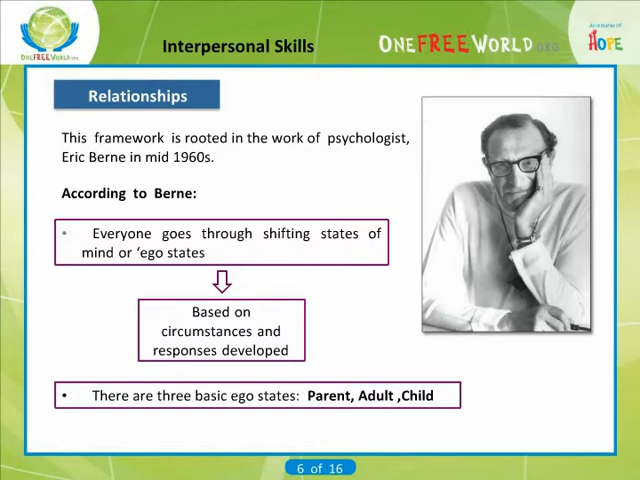 Interpersonal Skills
ONEFREEWORLD.ORG
An initiative of
HOPE
ONEFREEWORLD.ORG
Relationships
This framework is rooted in the work of psychologist,
Eric Berne in mid 1960s.
According to Berne:
• Everyone goes through shifting states of
mind or ‘ego states
Based on
circumstances and
responses developed
• There are three basic ego states: Parent, Adult ,Child
6 of 16